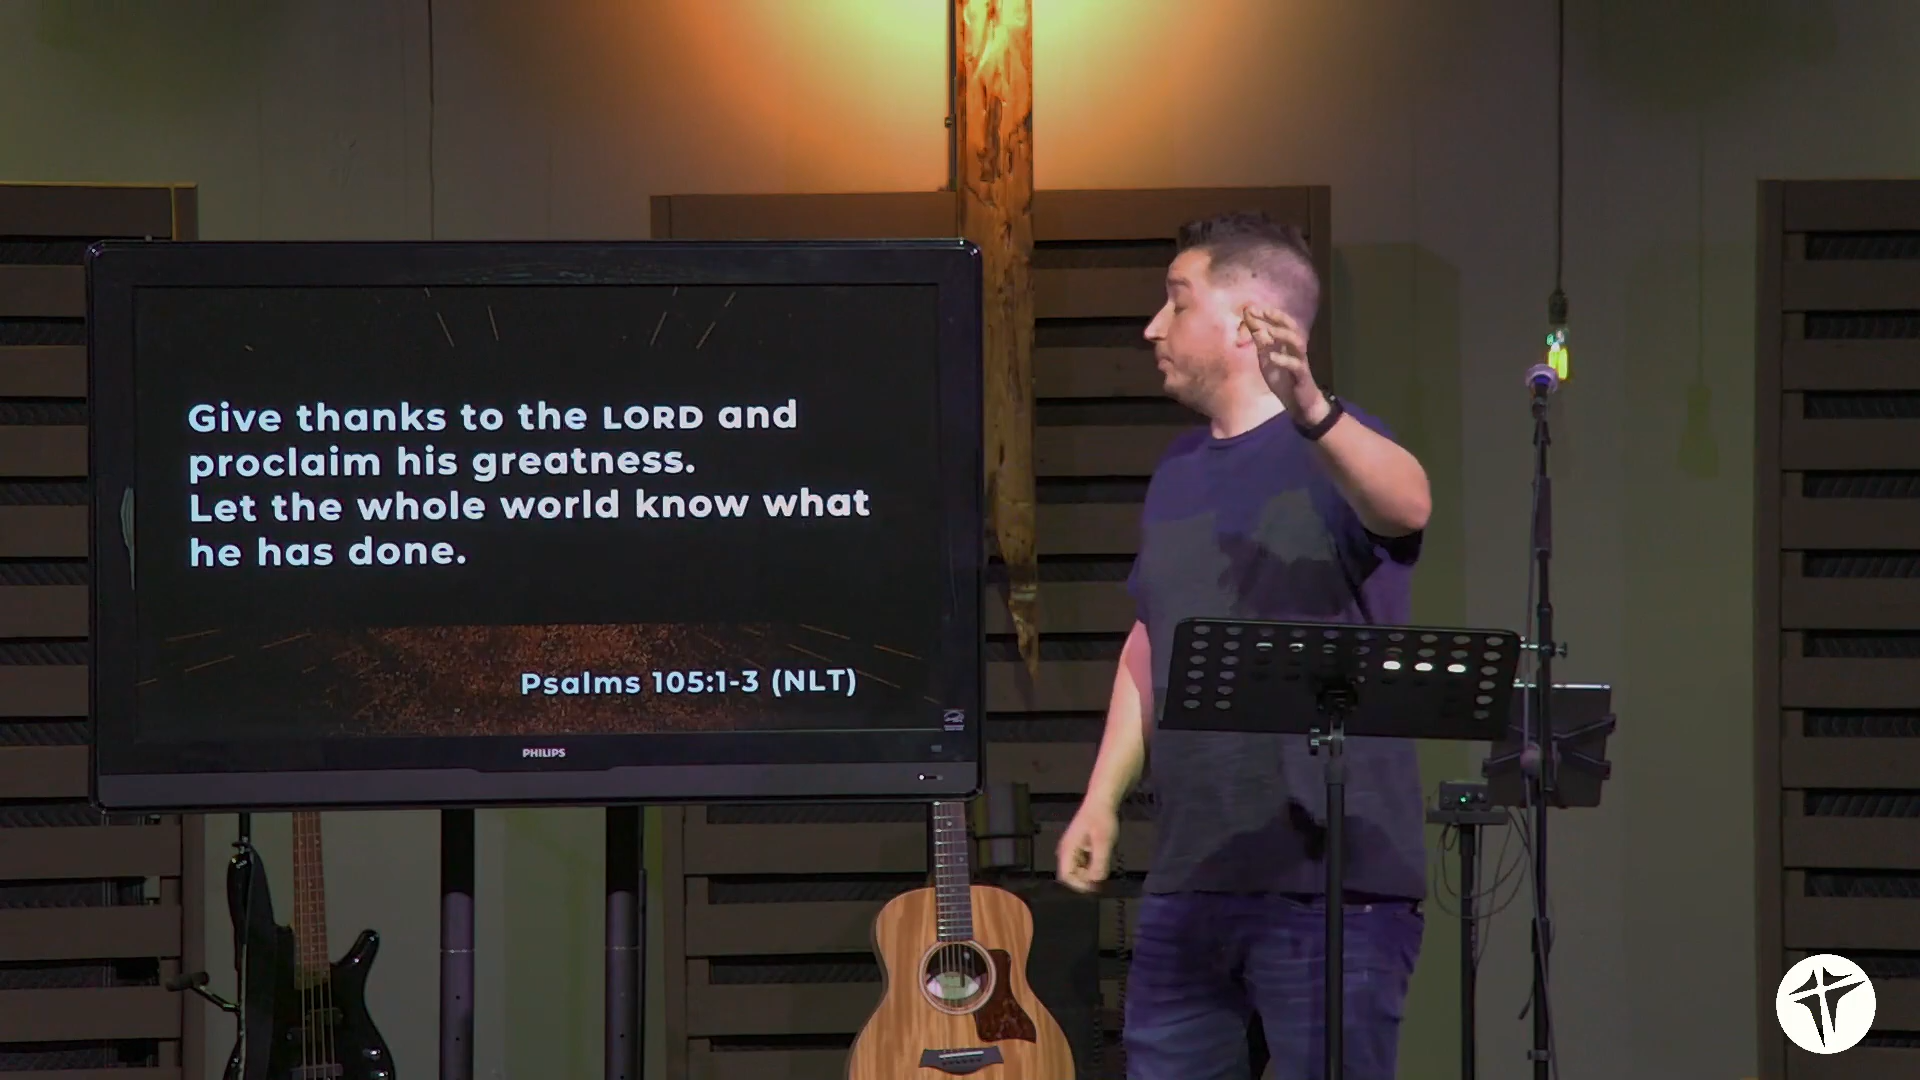 Give thanks to the LORD and
proclaim his greatness.
Let the whole world know what
he has done.
Psalms 105:1-3 (NLT)
PHILIPS